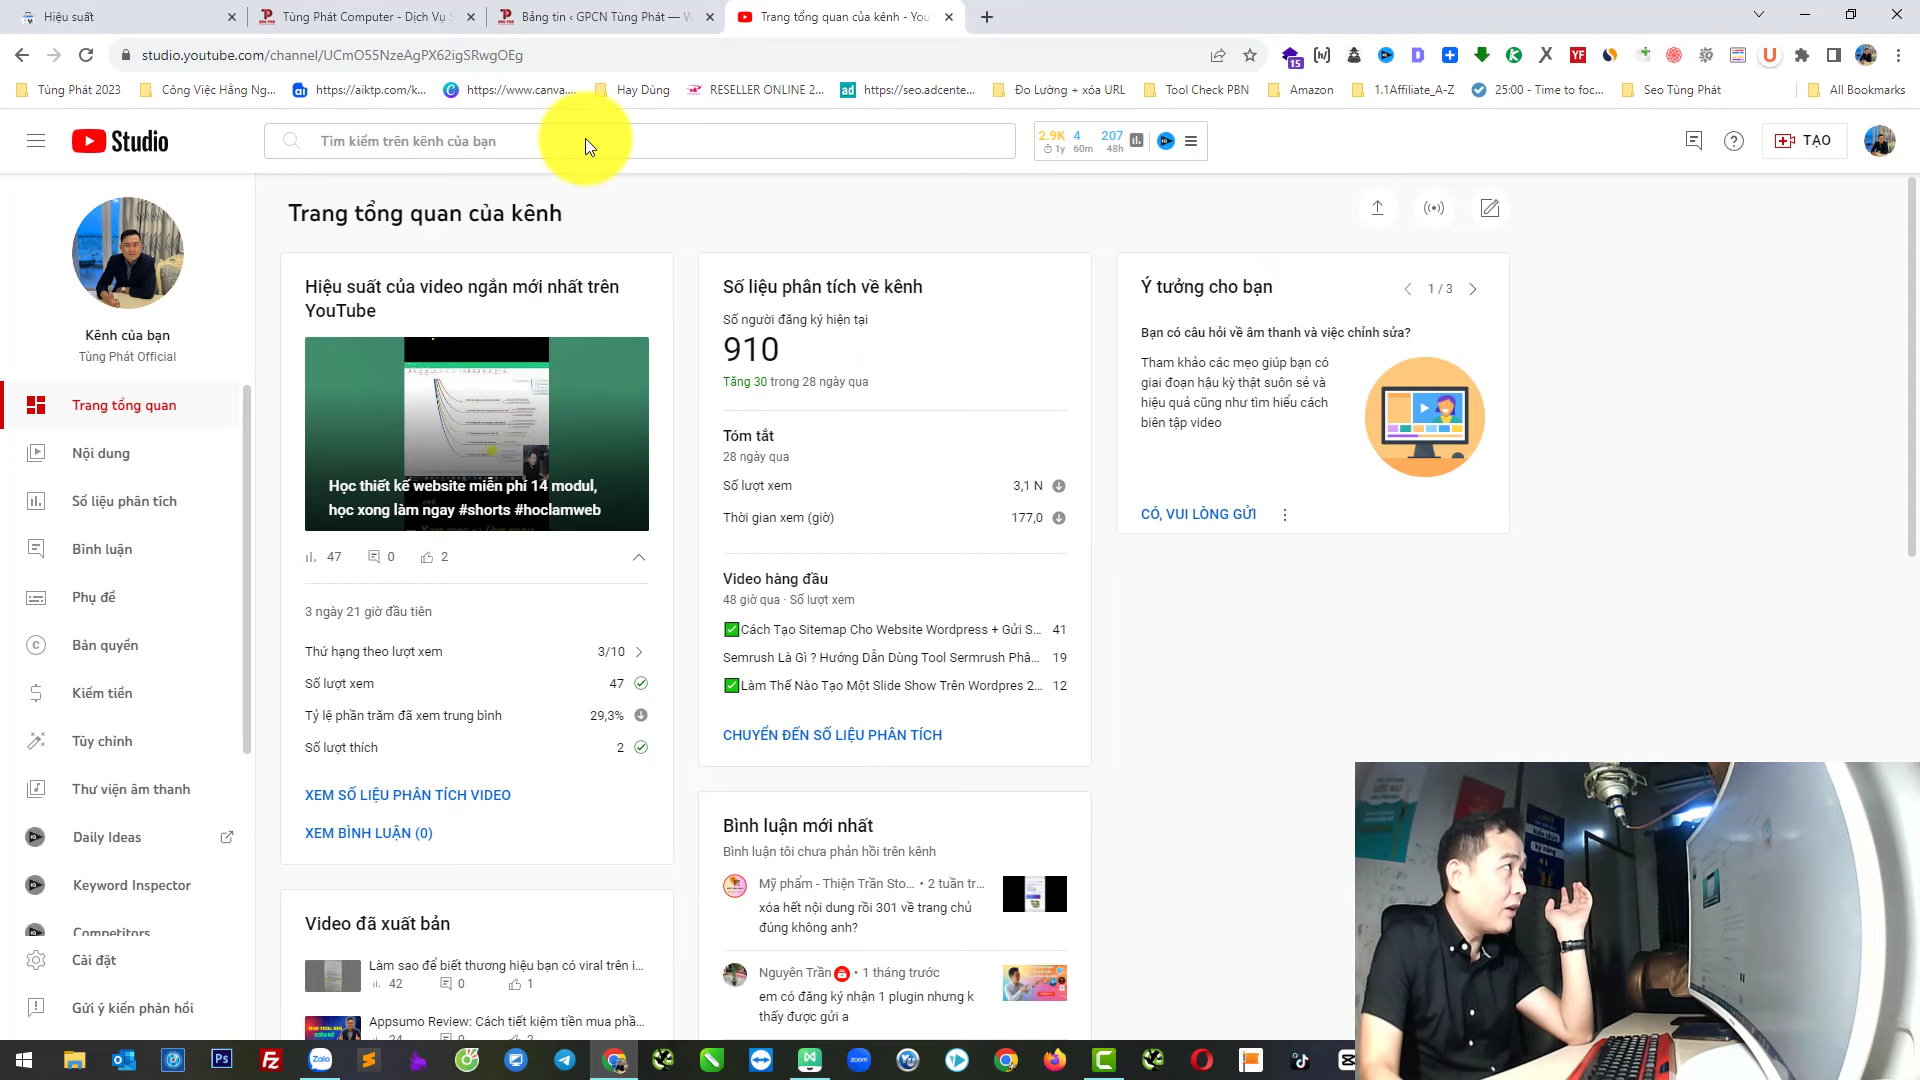 Hiệu suất
Tùng Phát Computer - Dịch Vụ S
Bảng tin ‹ GPCN Tùng Phát — W
Trang tổng quan của kênh - You
studio.youtube.com/channel/UCmO55NzeAgPX62igSRwgOEg
15
YF
Tùng Phát 2023
Công Việc Hằng Ng...
https://aiktp.com/k...
https://www.canva....
Hay Dùng
RESELLER ONLINE 2...
https://seo.adcente...
Đo Lường + xóa URL
Tool Check PBN
Amazon
1.1Affiliate_A-Z
25:00 - Time to foc...
Seo Tùng Phát
All Bookmarks
Studio
Tìm kiếm trên kênh của bạn
2.9K 4 207
1y 60m 48h
TẠO
Trang tổng quan của kênh
Kênh của bạn
Tùng Phát Official
Trang tổng quan
Nội dung
Số liệu phân tích
Bình luận
Phụ đề
Bản quyền
Kiếm tiền
Tùy chỉnh
Thư viện âm thanh
Daily Ideas
Keyword Inspector
Competitors
Cài đặt
Gửi ý kiến phản hồi
Hiệu suất của video ngắn mới nhất trên
YouTube
Học thiết kế website miễn phí 14 modul,
học xong làm ngay #shorts #hoclamweb
47 0 2
3 ngày 21 giờ đầu tiên
Thứ hạng theo lượt xem 3/10
Số lượt xem 47
Tỷ lệ phần trăm đã xem trung bình 29,3%
Số lượt thích 2
XEM SỐ LIỆU PHÂN TÍCH VIDEO
XEM BÌNH LUẬN (0)
Video đã xuất bản
Làm sao để biết thương hiệu bạn có viral trên i...
42 0 1
Appsumo Review: Cách tiết kiệm tiền mua phầ...
Số liệu phân tích về kênh
Số người đăng ký hiện tại
910
Tăng 30 trong 28 ngày qua
Tóm tắt
28 ngày qua
Số lượt xem 3,1 N
Thời gian xem (giờ) 177,0
Video hàng đầu
48 giờ qua · Số lượt xem
✅Cách Tạo Sitemap Cho Website Wordpress + Gửi S... 41
Semrush Là Gì ? Hướng Dẫn Dùng Tool Sermrush Phâ... 19
✅Làm Thế Nào Tạo Một Slide Show Trên Wordpres 2... 12
CHUYỂN ĐẾN SỐ LIỆU PHÂN TÍCH
Bình luận mới nhất
Bình luận tôi chưa phản hồi trên kênh
Mỹ phẩm - Thiện Trần Sto... • 2 tuần tr...
xóa hết nội dung rồi 301 về trang chủ
đúng không anh?
Nguyên Trần • 1 tháng trước
em có đăng ký nhận 1 plugin nhưng k
thấy được gửi a
Ý tưởng cho bạn
1 / 3
Bạn có câu hỏi về âm thanh và việc chỉnh sửa?
Tham khảo các mẹo giúp bạn có
giai đoạn hậu kỳ thật suôn sẻ và
hiệu quả cũng như tìm hiểu cách
biên tập video
CÓ, VUI LÒNG GỬI
Ps
Zalo
zoom